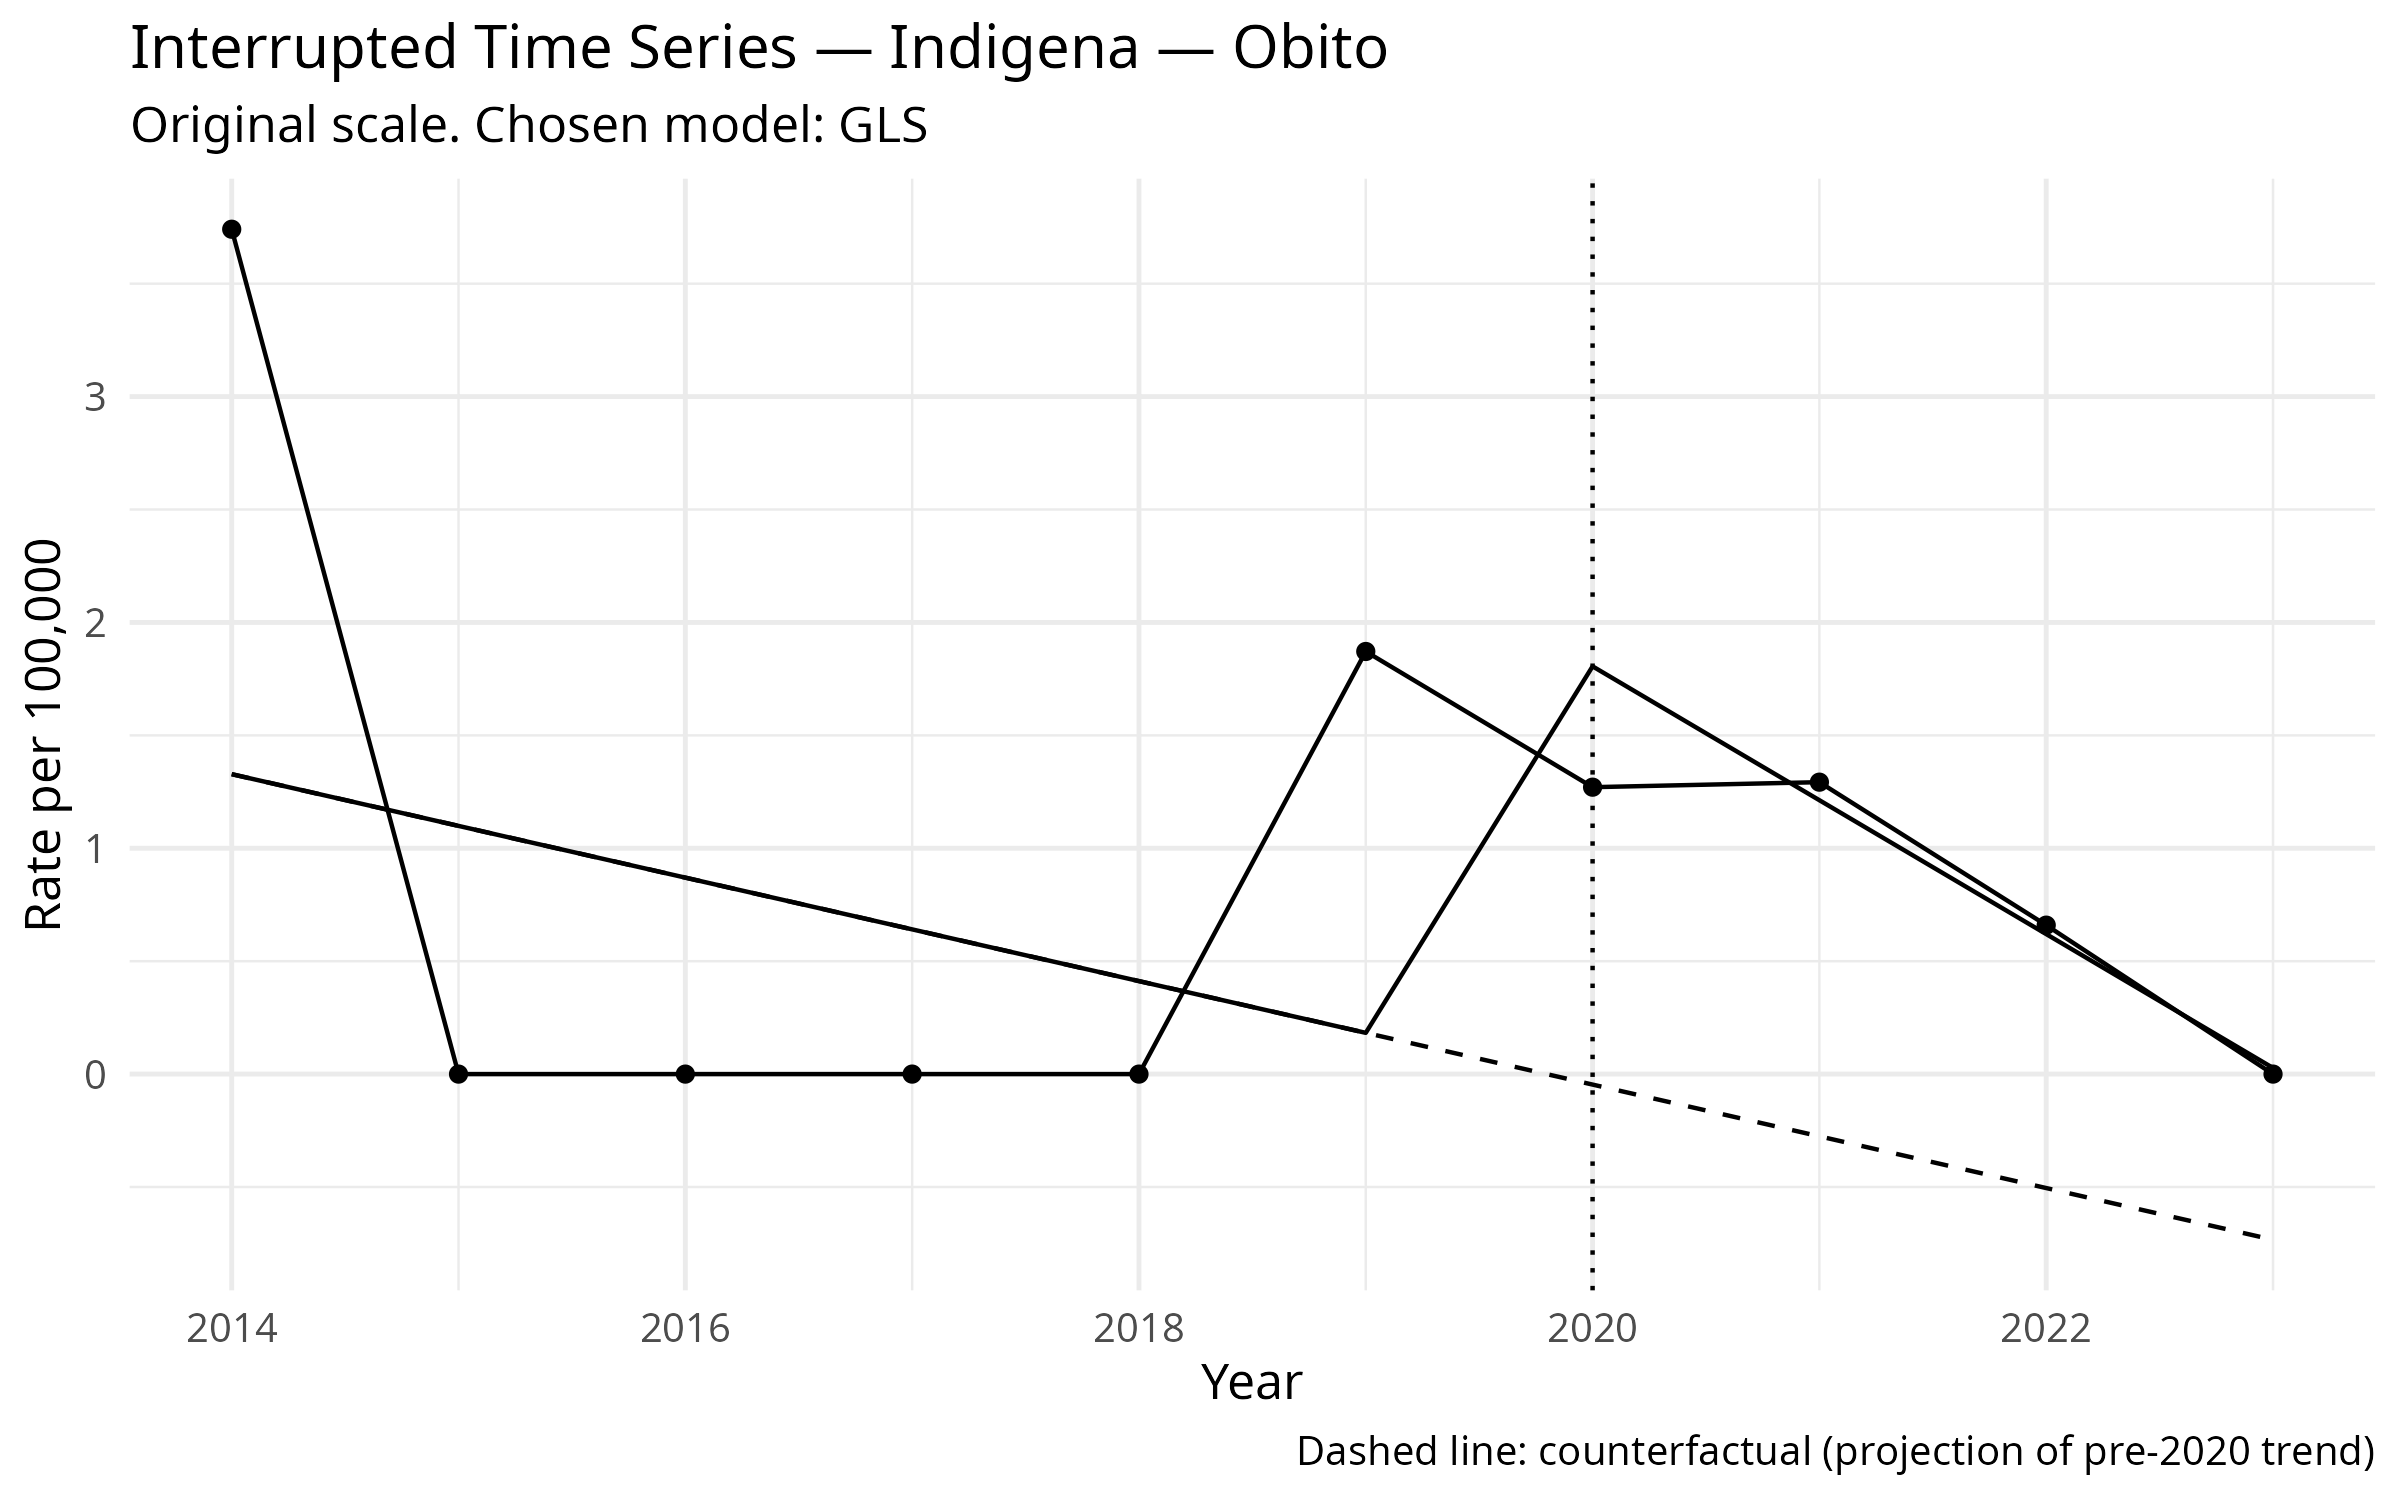 Interrupted Time Series — Indigena — Obito
Original scale. Chosen model: GLS
Rate per 100,000
3
2
1
0
2014
2016
2018
2020
2022
Year
Dashed line: counterfactual (projection of pre-2020 trend)